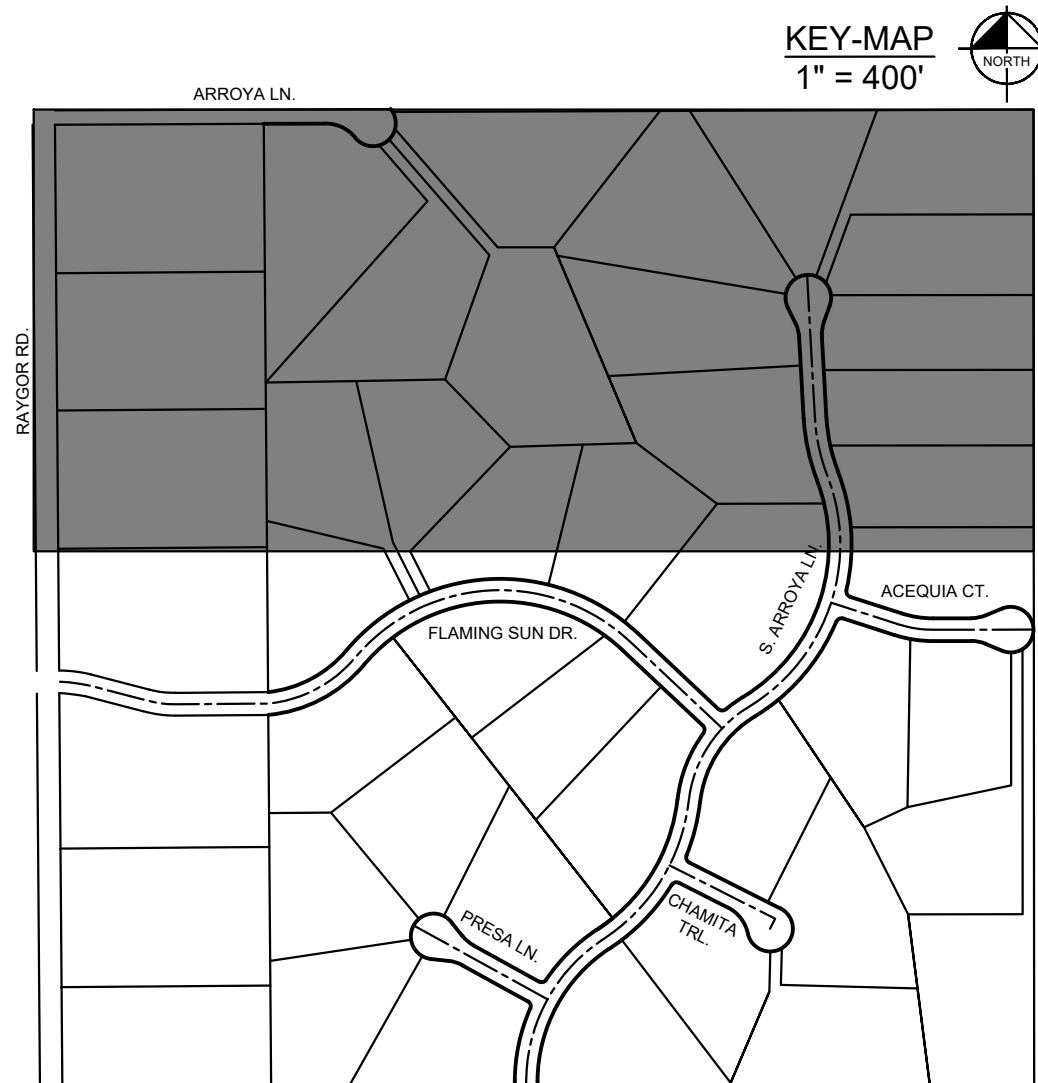 KEY-MAP
1" = 400'
NORTH
ARROYA LN.
RAYGOR RD.
S. ARROYA LN.
ACEQUIA CT.
FLAMING SUN DR.
CHAMITA
TRL.
PRESA LN.